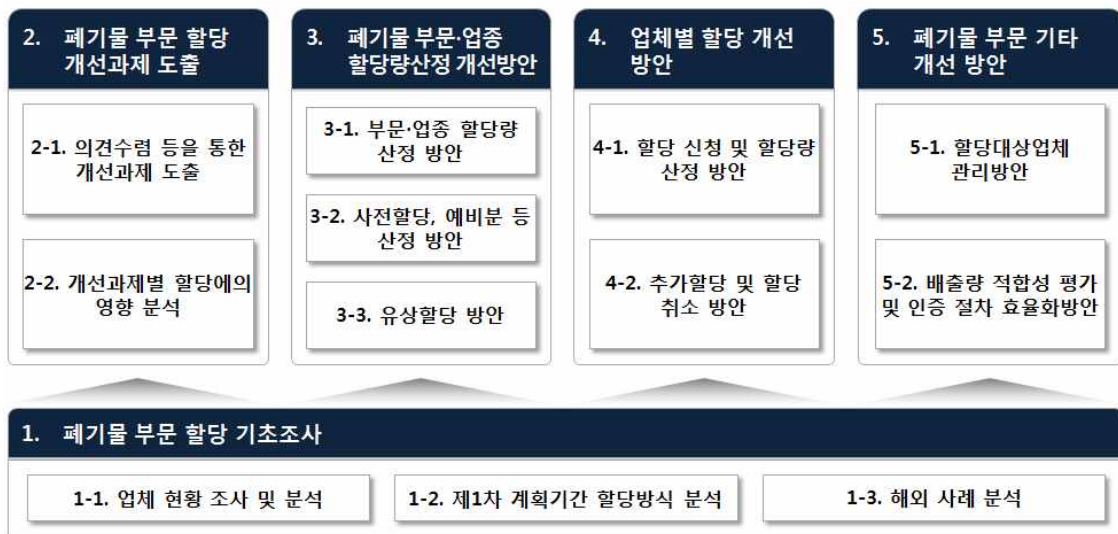 2. 폐기물 부문 할당
개선과제 도출
2-1. 의견수렴 등을 통한
개선과제 도출
2-2. 개선과제별 할당에의
영향 분석
3. 폐기물 부문·업종
할당량산정 개선방안
3-1. 부문·업종 할당량
산정 방안
3-2. 사전할당, 예비분 등
산정 방안
3-3. 유상할당 방안
4. 업체별 할당 개선
방안
4-1. 할당 신청 및 할당량
산정 방안
4-2. 추가할당 및 할당
취소 방안
5. 폐기물 부문 기타
개선 방안
5-1. 할당대상업체
관리방안
5-2. 배출량 적합성 평가
및 인증 절차 효율화방안
1. 폐기물 부문 할당 기초조사
1-1. 업체 현황 조사 및 분석
1-2. 제1차 계획기간 할당방식 분석
1-3. 해외 사례 분석